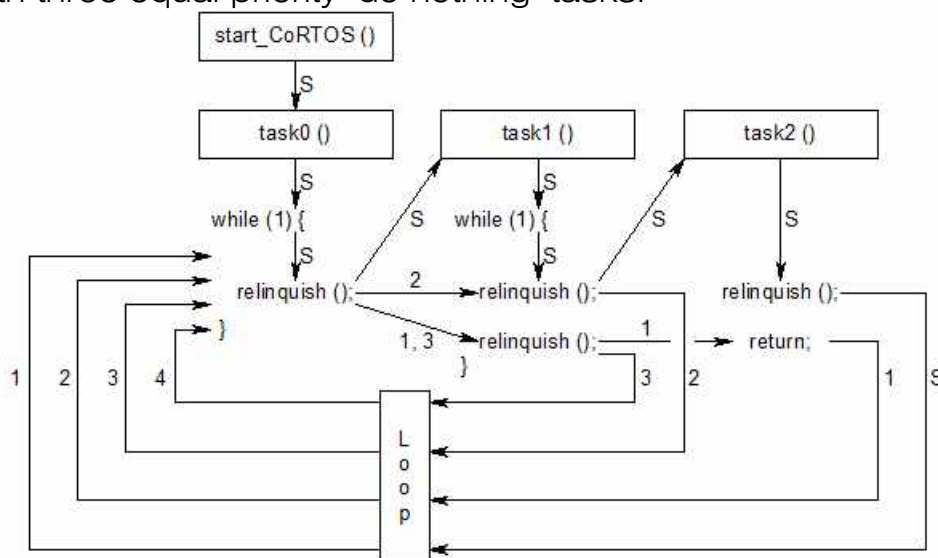 th three equal priority "do nothing" tasks.
start_CoRTOS ()
S
task0 () task1 () task2 ()
S S S
while (1) { S while (1) { S
S S
relinquish (); 2 relinquish (); relinquish ();
1, 3 relinquish (); 1 return;
} }
1 2 3 4 3 2 1 S
L
o
o
p